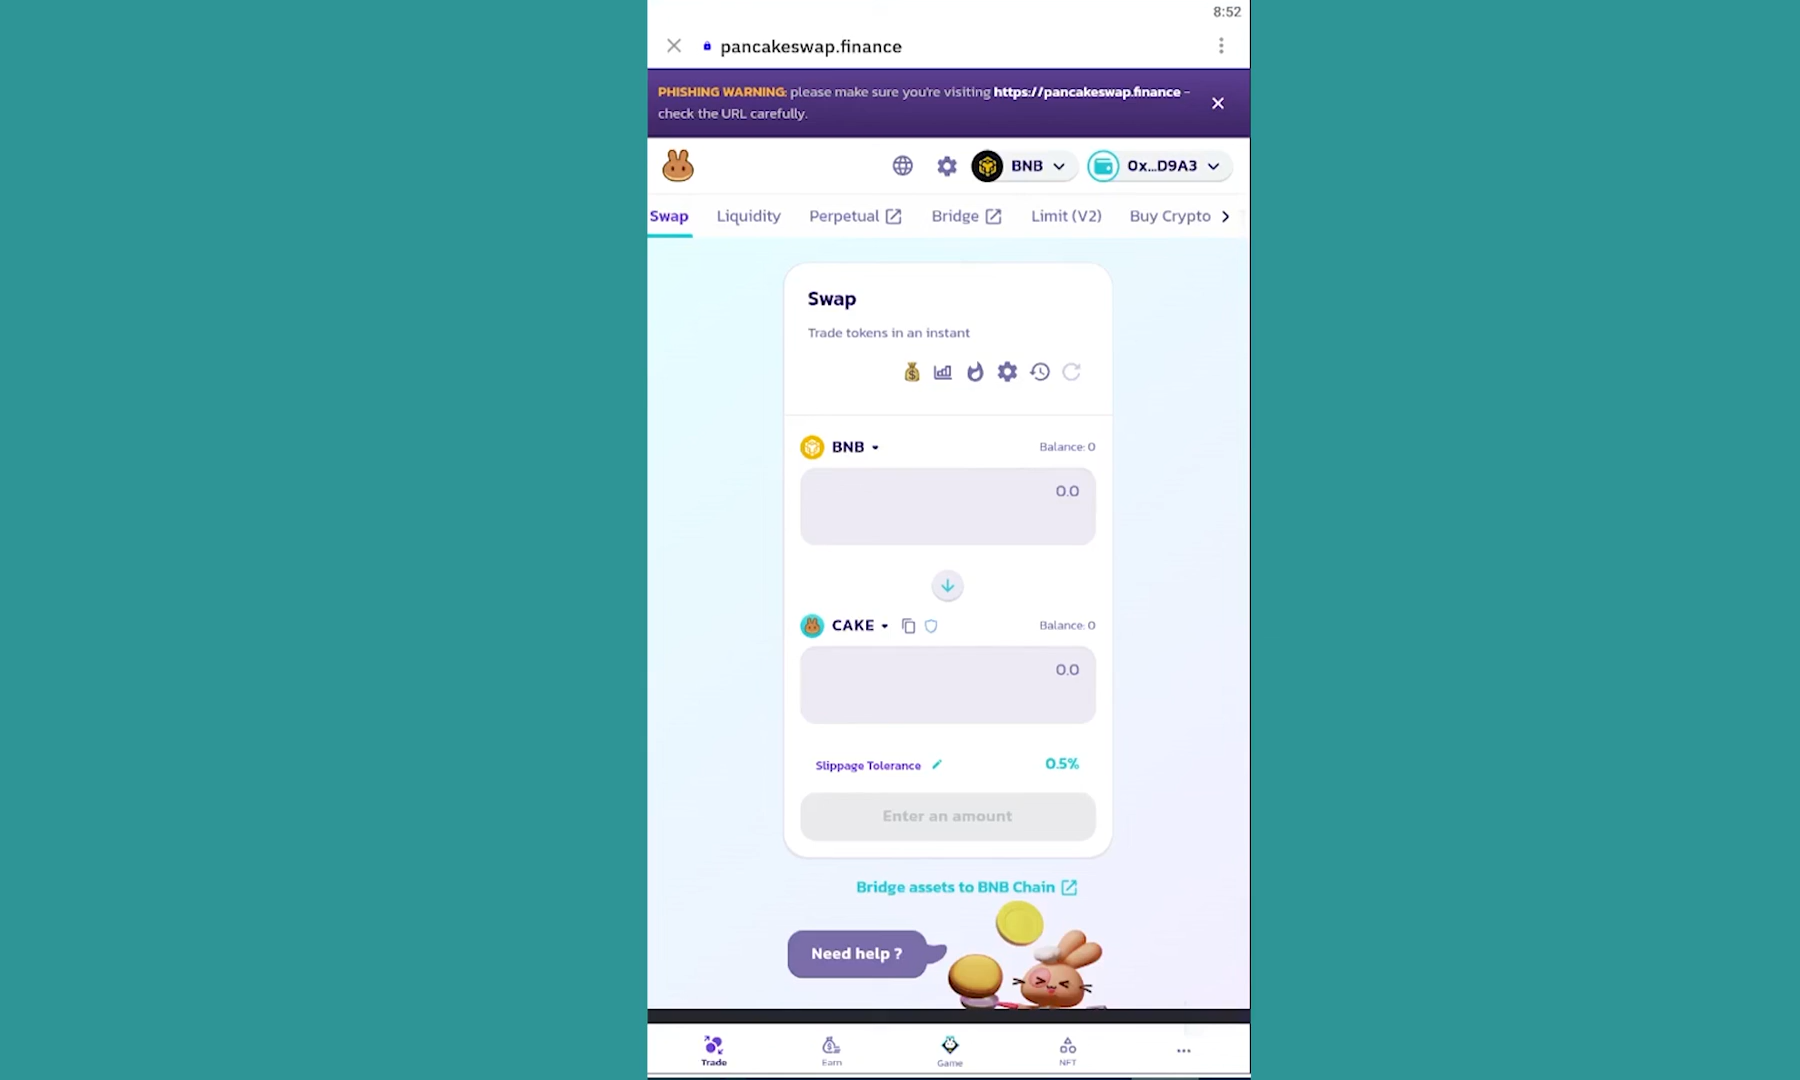 8:52
pancakeswap.finance
PHISHING WARNING: please make sure you're visiting https://pancakeswap.finance -
check the URL carefully.
BNB
0x...D9A3
Swap
Liquidity
Perpetual
Bridge
Limit (V2)
Buy Crypto
Swap
Trade tokens in an instant
BNB
Balance: 0
0.0
CAKE
Balance: 0
0.0
Slippage Tolerance
0.5%
Enter an amount
Bridge assets to BNB Chain
Need help ?
Trade
Earn
Game
NFT